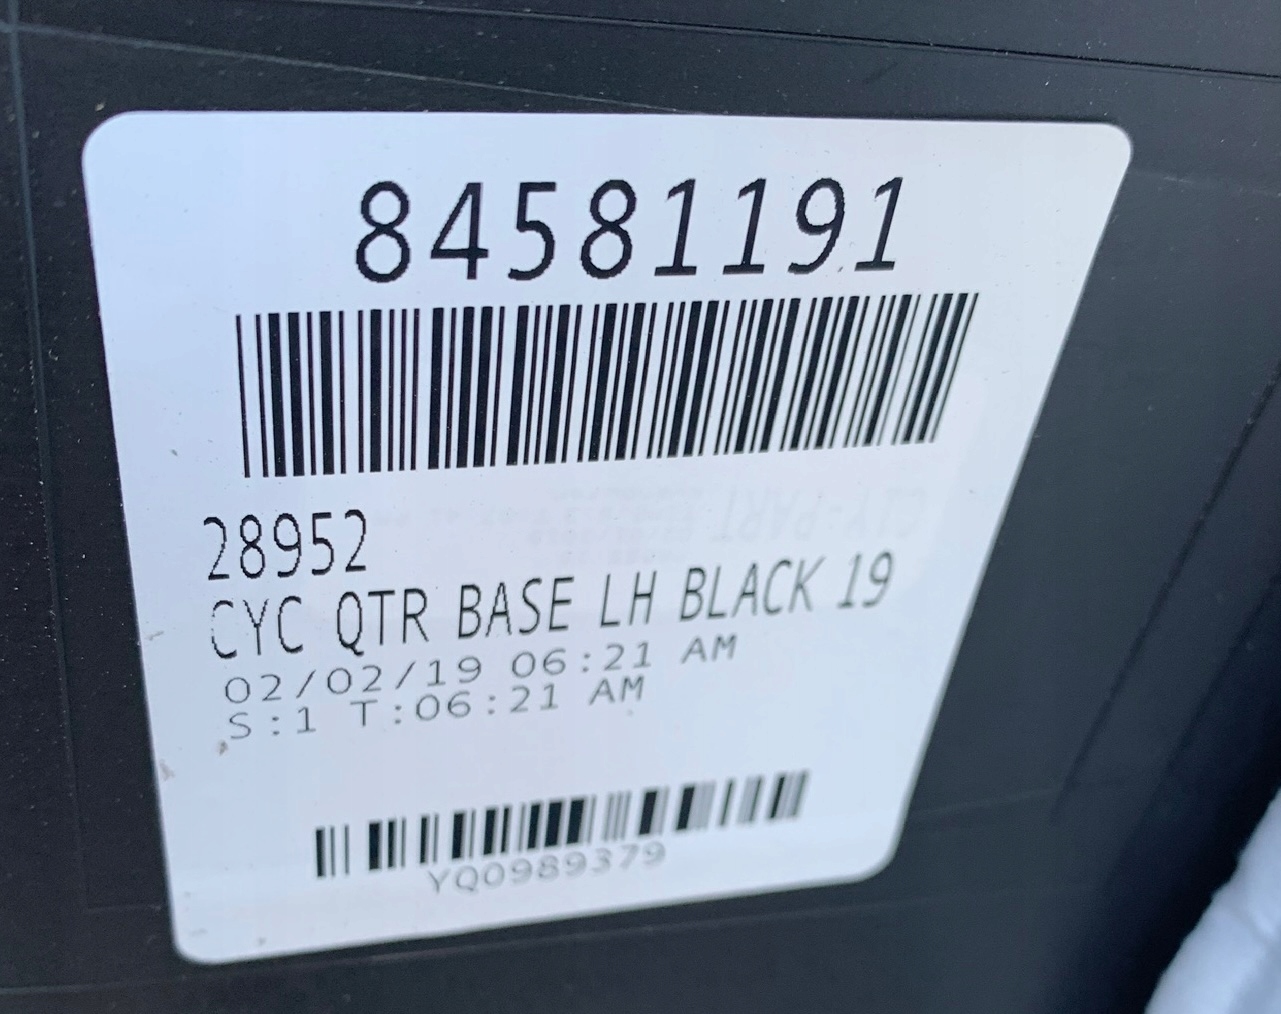 84581191
28952
CYC QTR BASE LH BLACK 19
02/02/19 06:21 AM
S:1 T:06:21 AM
YQ0989379